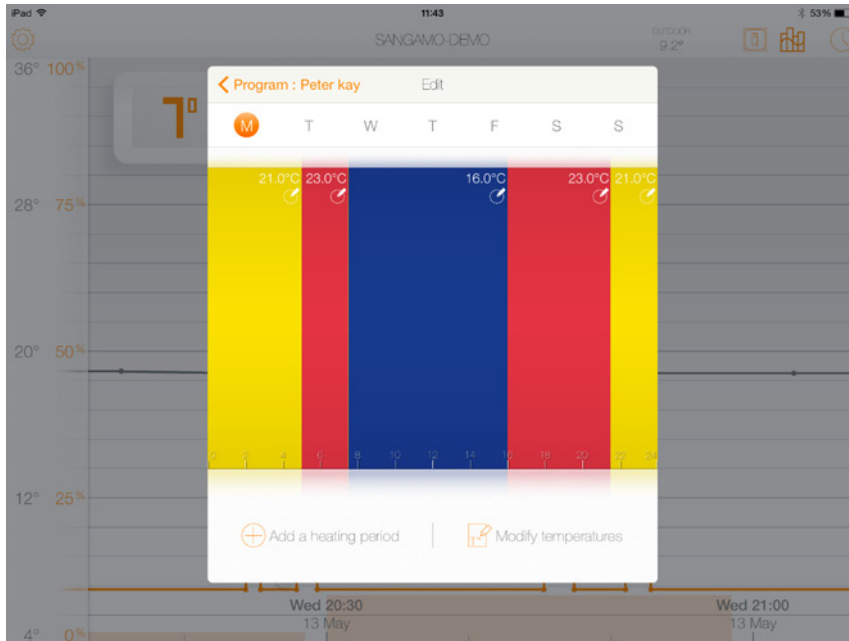 iPad 11:43 53%
SANGAMO-DEMO OUTDOOR
9.2°
36° 100%
Program : Peter kay Edit
7°
M T W T F S S
21.0°C 23.0°C 16.0°C 23.0°C 21.0°C
28° 75%
20° 50%
0 2 4 6 8 10 12 14 16 18 20 22 24
12° 25%
Add a heating period Modify temperatures
Wed 20:30 Wed 21:00
13 May 13 May
4° 0%